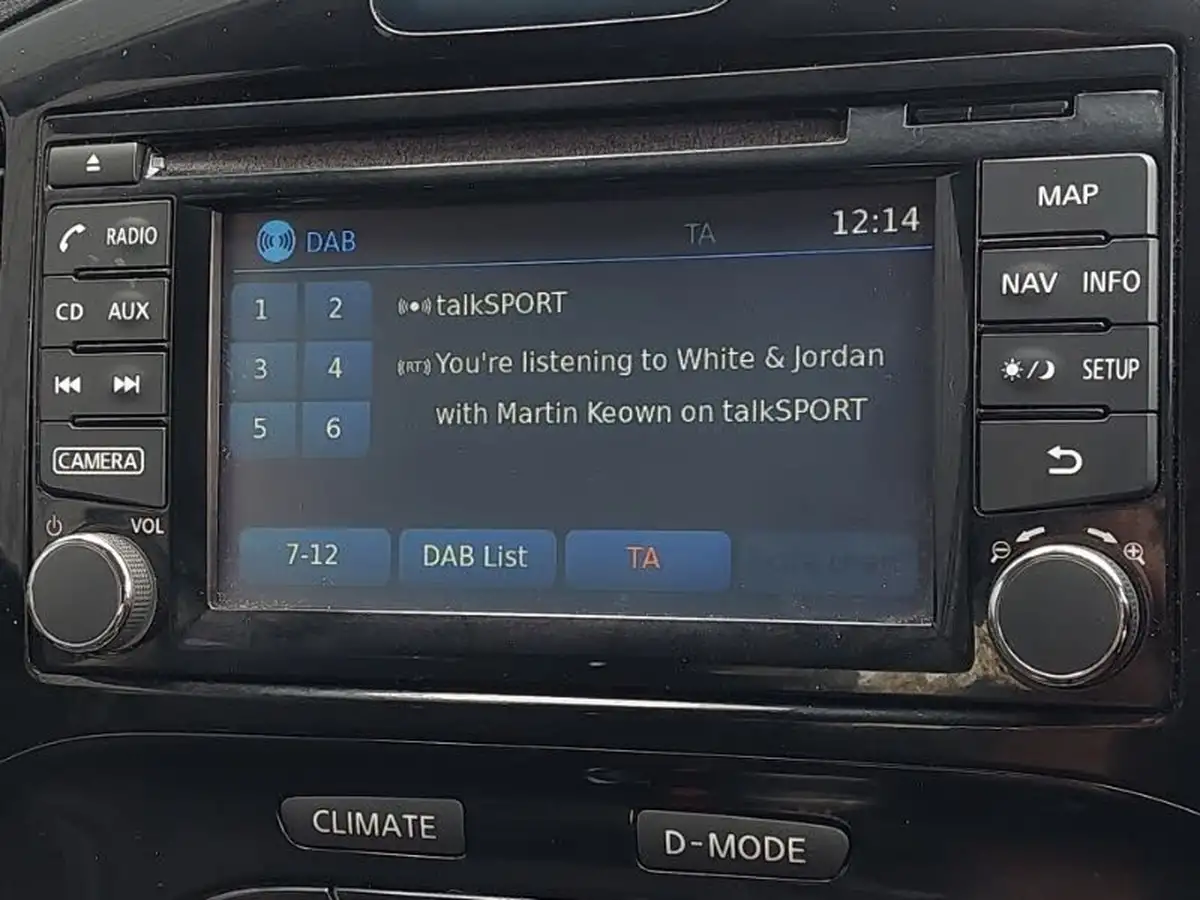 DAB TA 12:14
RADIO
CD AUX
CAMERA
VOL
1 2
3 4
5 6
talkSPORT
(RT) You're listening to White & Jordan
with Martin Keown on talkSPORT
7-12 DAB List TA
MAP
NAV INFO
SETUP
CLIMATE
D-MODE